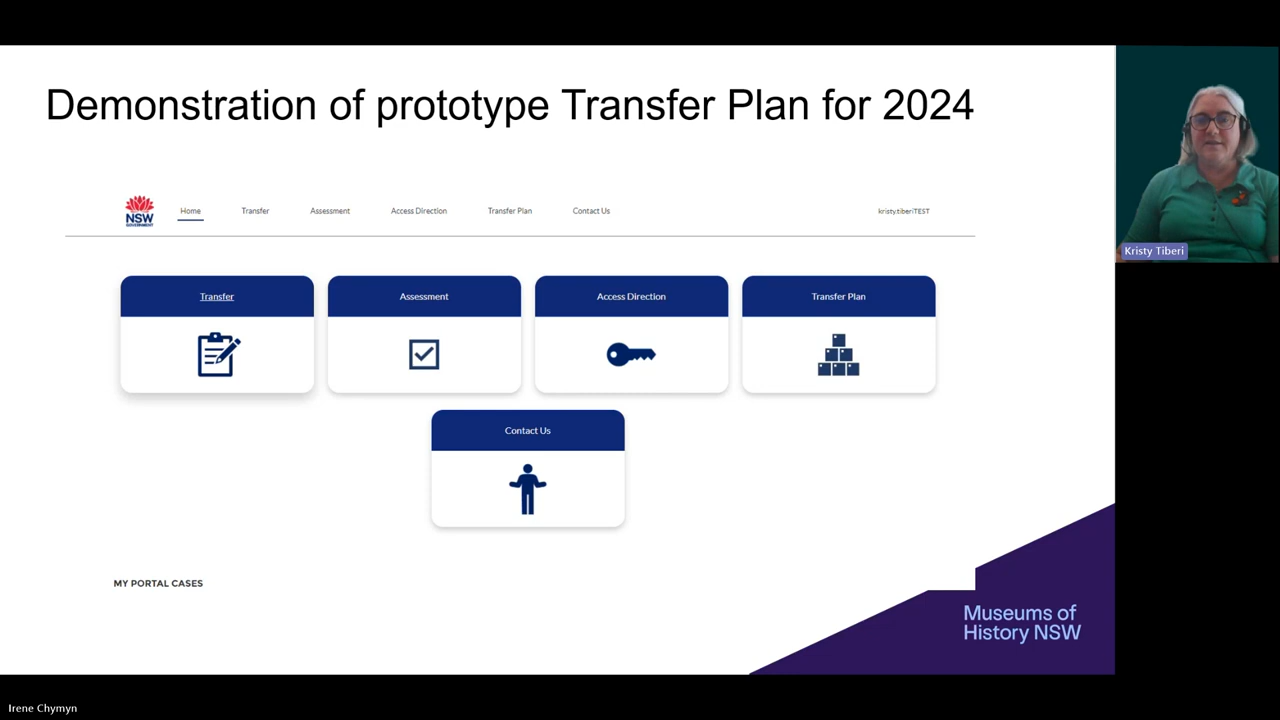 Demonstration of prototype Transfer Plan for 2024
NSW
GOVERNMENT
Home
Transfer
Assessment
Access Direction
Transfer Plan
Contact Us
kristy.tiberiTEST
Transfer
Assessment
Access Direction
Transfer Plan
Contact Us
MY PORTAL CASES
Museums of
History NSW
Kristy Tiberi
Irene Chymyn